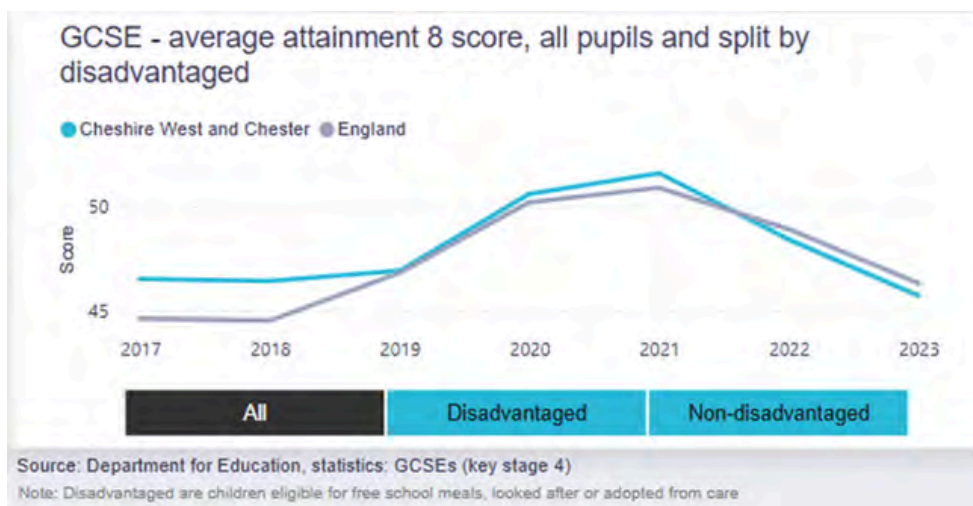 GCSE - average attainment 8 score, all pupils and split by
disadvantaged
Cheshire West and Chester England
50
Score
45
2017 2018 2019 2020 2021 2022 2023
All Disadvantaged Non-disadvantaged
Source: Department for Education, statistics: GCSEs (key stage 4)
Note: Disadvantaged are children eligible for free school meals, looked after or adopted from care